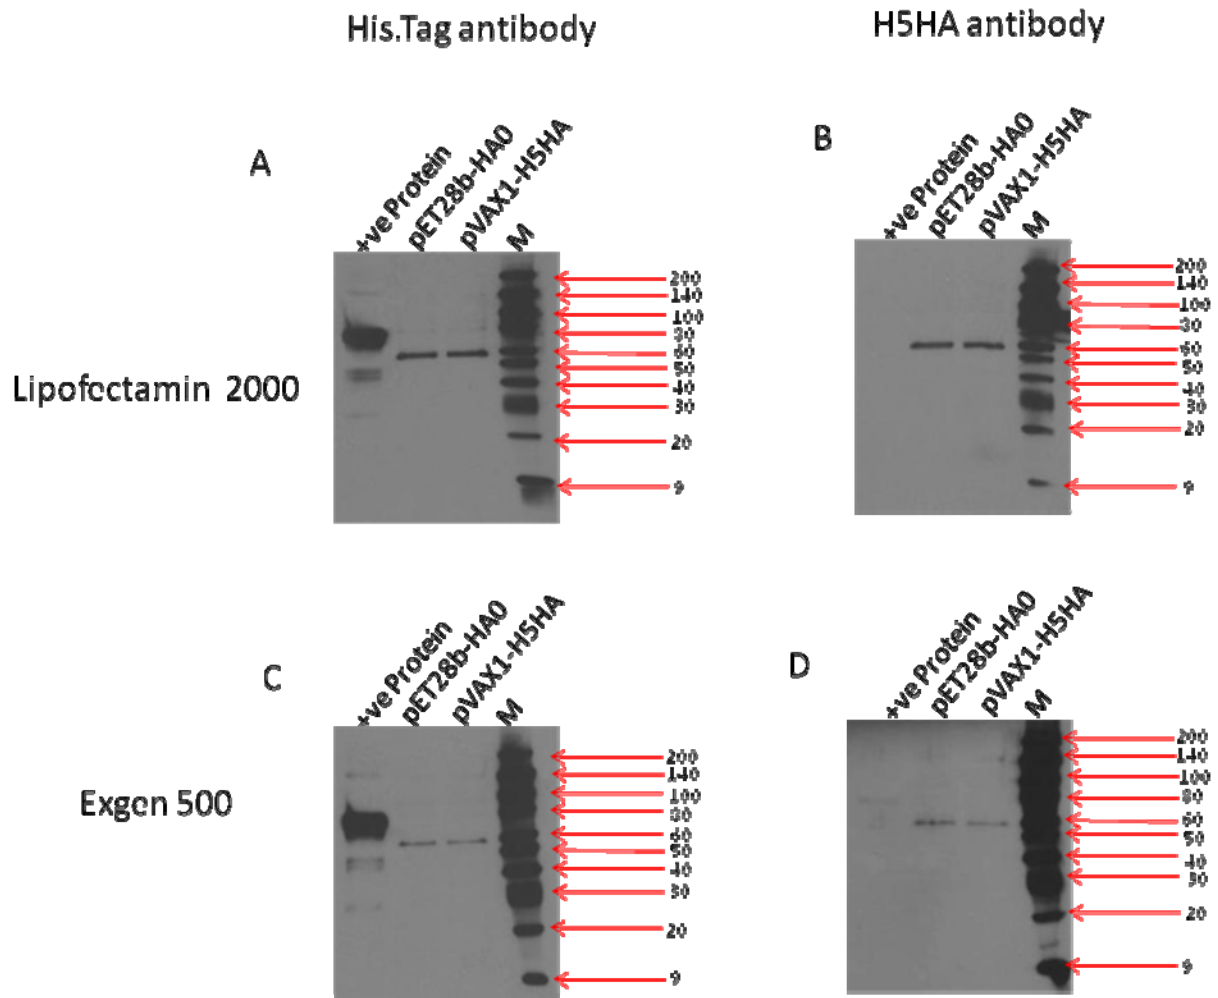 His.Tag antibody
H5HA antibody
A
+ve Protein
pET28b-HA0
pVAX1-H5HA
M
200
140
100
80
60
50
40
30
20
9
B
+ve Protein
pET28b-HA0
pVAX1-H5HA
M
200
140
100
80
60
50
40
30
20
9
Lipofectamin 2000
C
+ve Protein
pET28b-HA0
pVAX1-H5HA
M
200
140
100
80
60
50
40
30
20
9
D
+ve Protein
pET28b-HA0
pVAX1-H5HA
M
200
140
100
80
60
50
40
30
20
9
Exgen 500